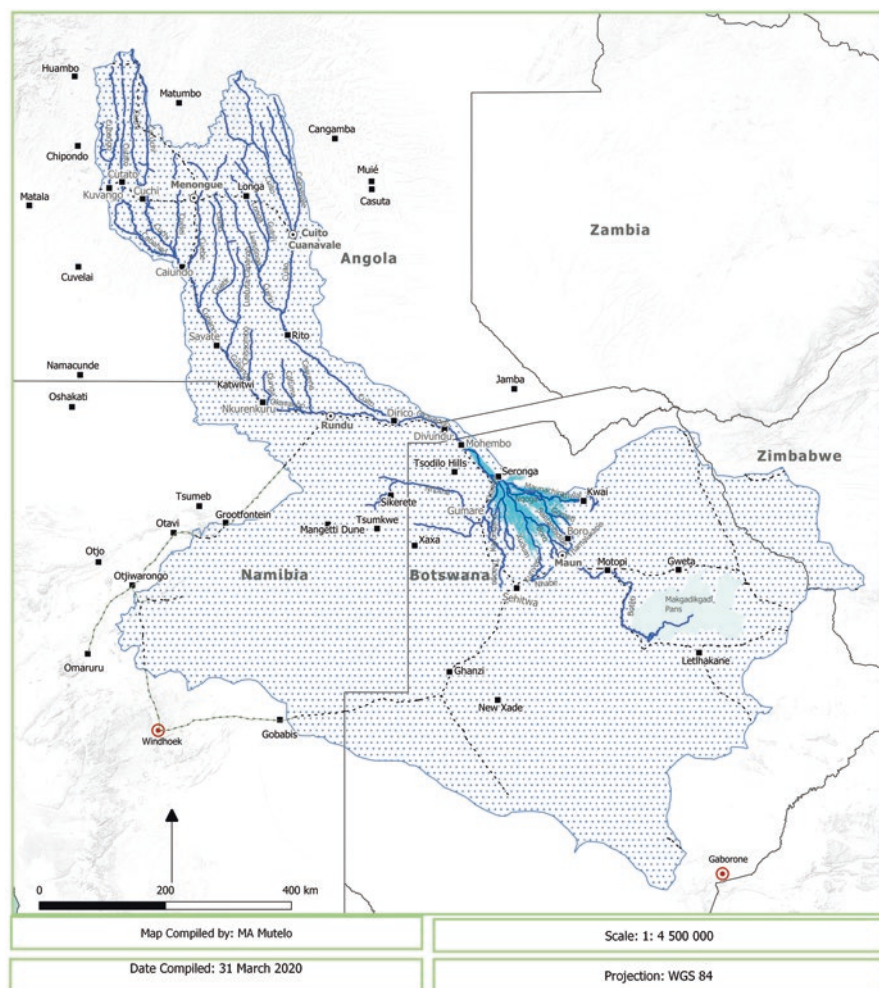 Huambo
Matumbo
Cangamba
Chipondo
Muié
Casuta
Cutato
Kuvango
Cuchi
Menongue
Longa
Matala
Cuito
Cuanavale
Zambia
Angola
Cuvelai
Caiundo
Rito
Savate
Namacunde
Katwitwi
Jamba
Oshakati
Nkurenkuru
Rundu
Dirico
Divundu
Mohembo
Zimbabwe
Tsodilo Hills
Seronga
Tsumeb
Sikerete
Kwai
Gumare
Grootfontein
Otavi
Mangetti Dune
Tsumkwe
Boro
Xaxa
Otjo
Maun
Motopi
Gweta
Namibia
Botswana
Otjiwarongo
Nhabe
Sehitwa
Boteti
Makgadikgadi,
Pans
Omaruru
Letlhakane
Ghanzi
New Xade
Gobabis
Windhoek
Gaborone
0
200
400 km
Map Compiled by: MA Mutelo
Scale: 1: 4 500 000
Date Compiled: 31 March 2020
Projection: WGS 84